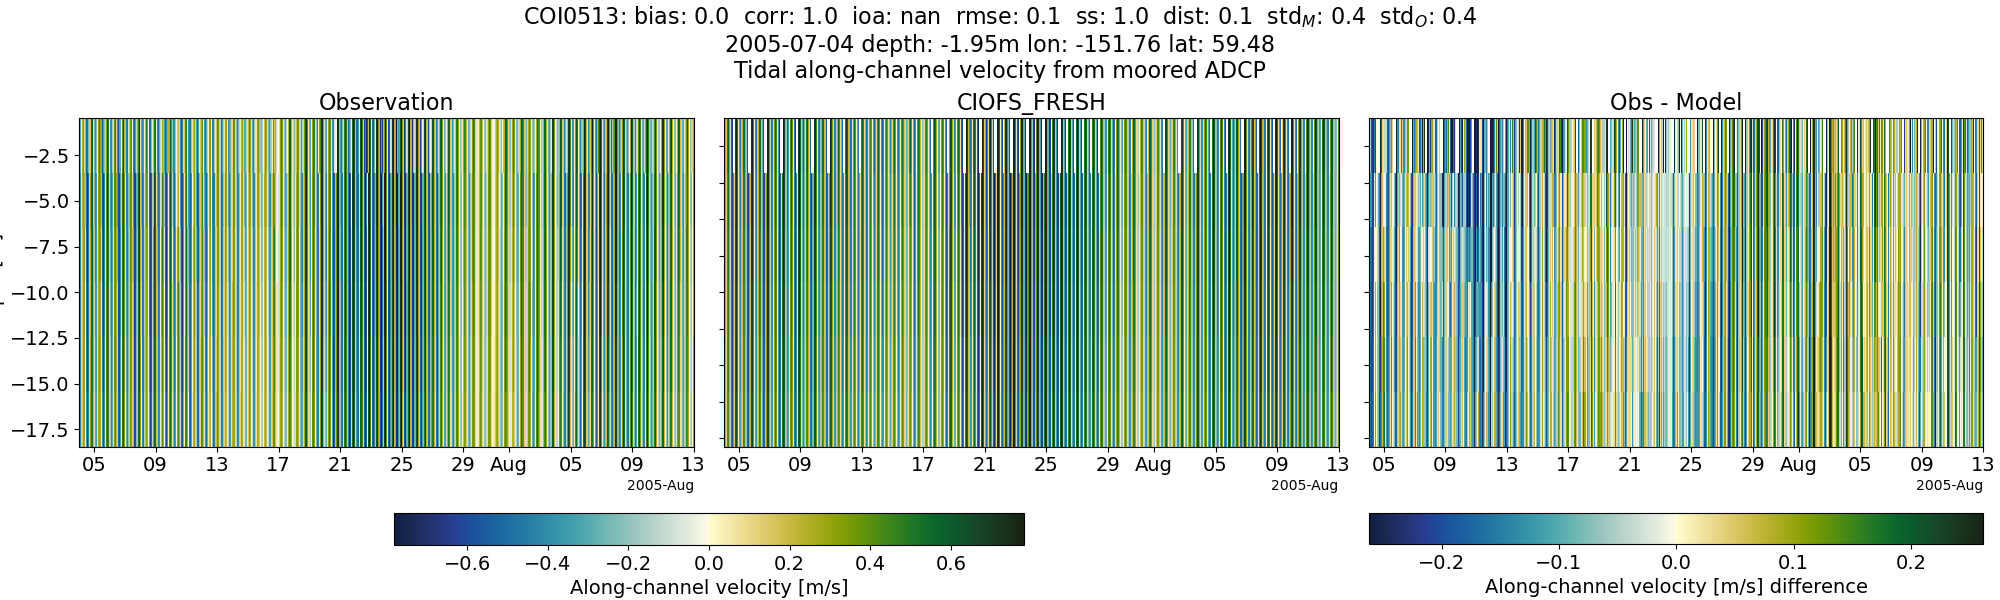 COI0513: bias: 0.0 corr: 1.0 ioa: nan rmse: 0.1 ss: 1.0 dist: 0.1 std_M: 0.4 std_O: 0.4
2005-07-04 depth: -1.95m lon: -151.76 lat: 59.48
Tidal along-channel velocity from moored ADCP
Observation
CIOFS_FRESH
Obs - Model
−2.5
−5.0
−7.5
−10.0
−12.5
−15.0
−17.5
05 09 13 17 21 25 29 Aug 05 09 13
2005-Aug
05 09 13 17 21 25 29 Aug 05 09 13
2005-Aug
05 09 13 17 21 25 29 Aug 05 09 13
2005-Aug
−0.6 −0.4 −0.2 0.0 0.2 0.4 0.6
Along-channel velocity [m/s]
−0.2 −0.1 0.0 0.1 0.2
Along-channel velocity [m/s] difference